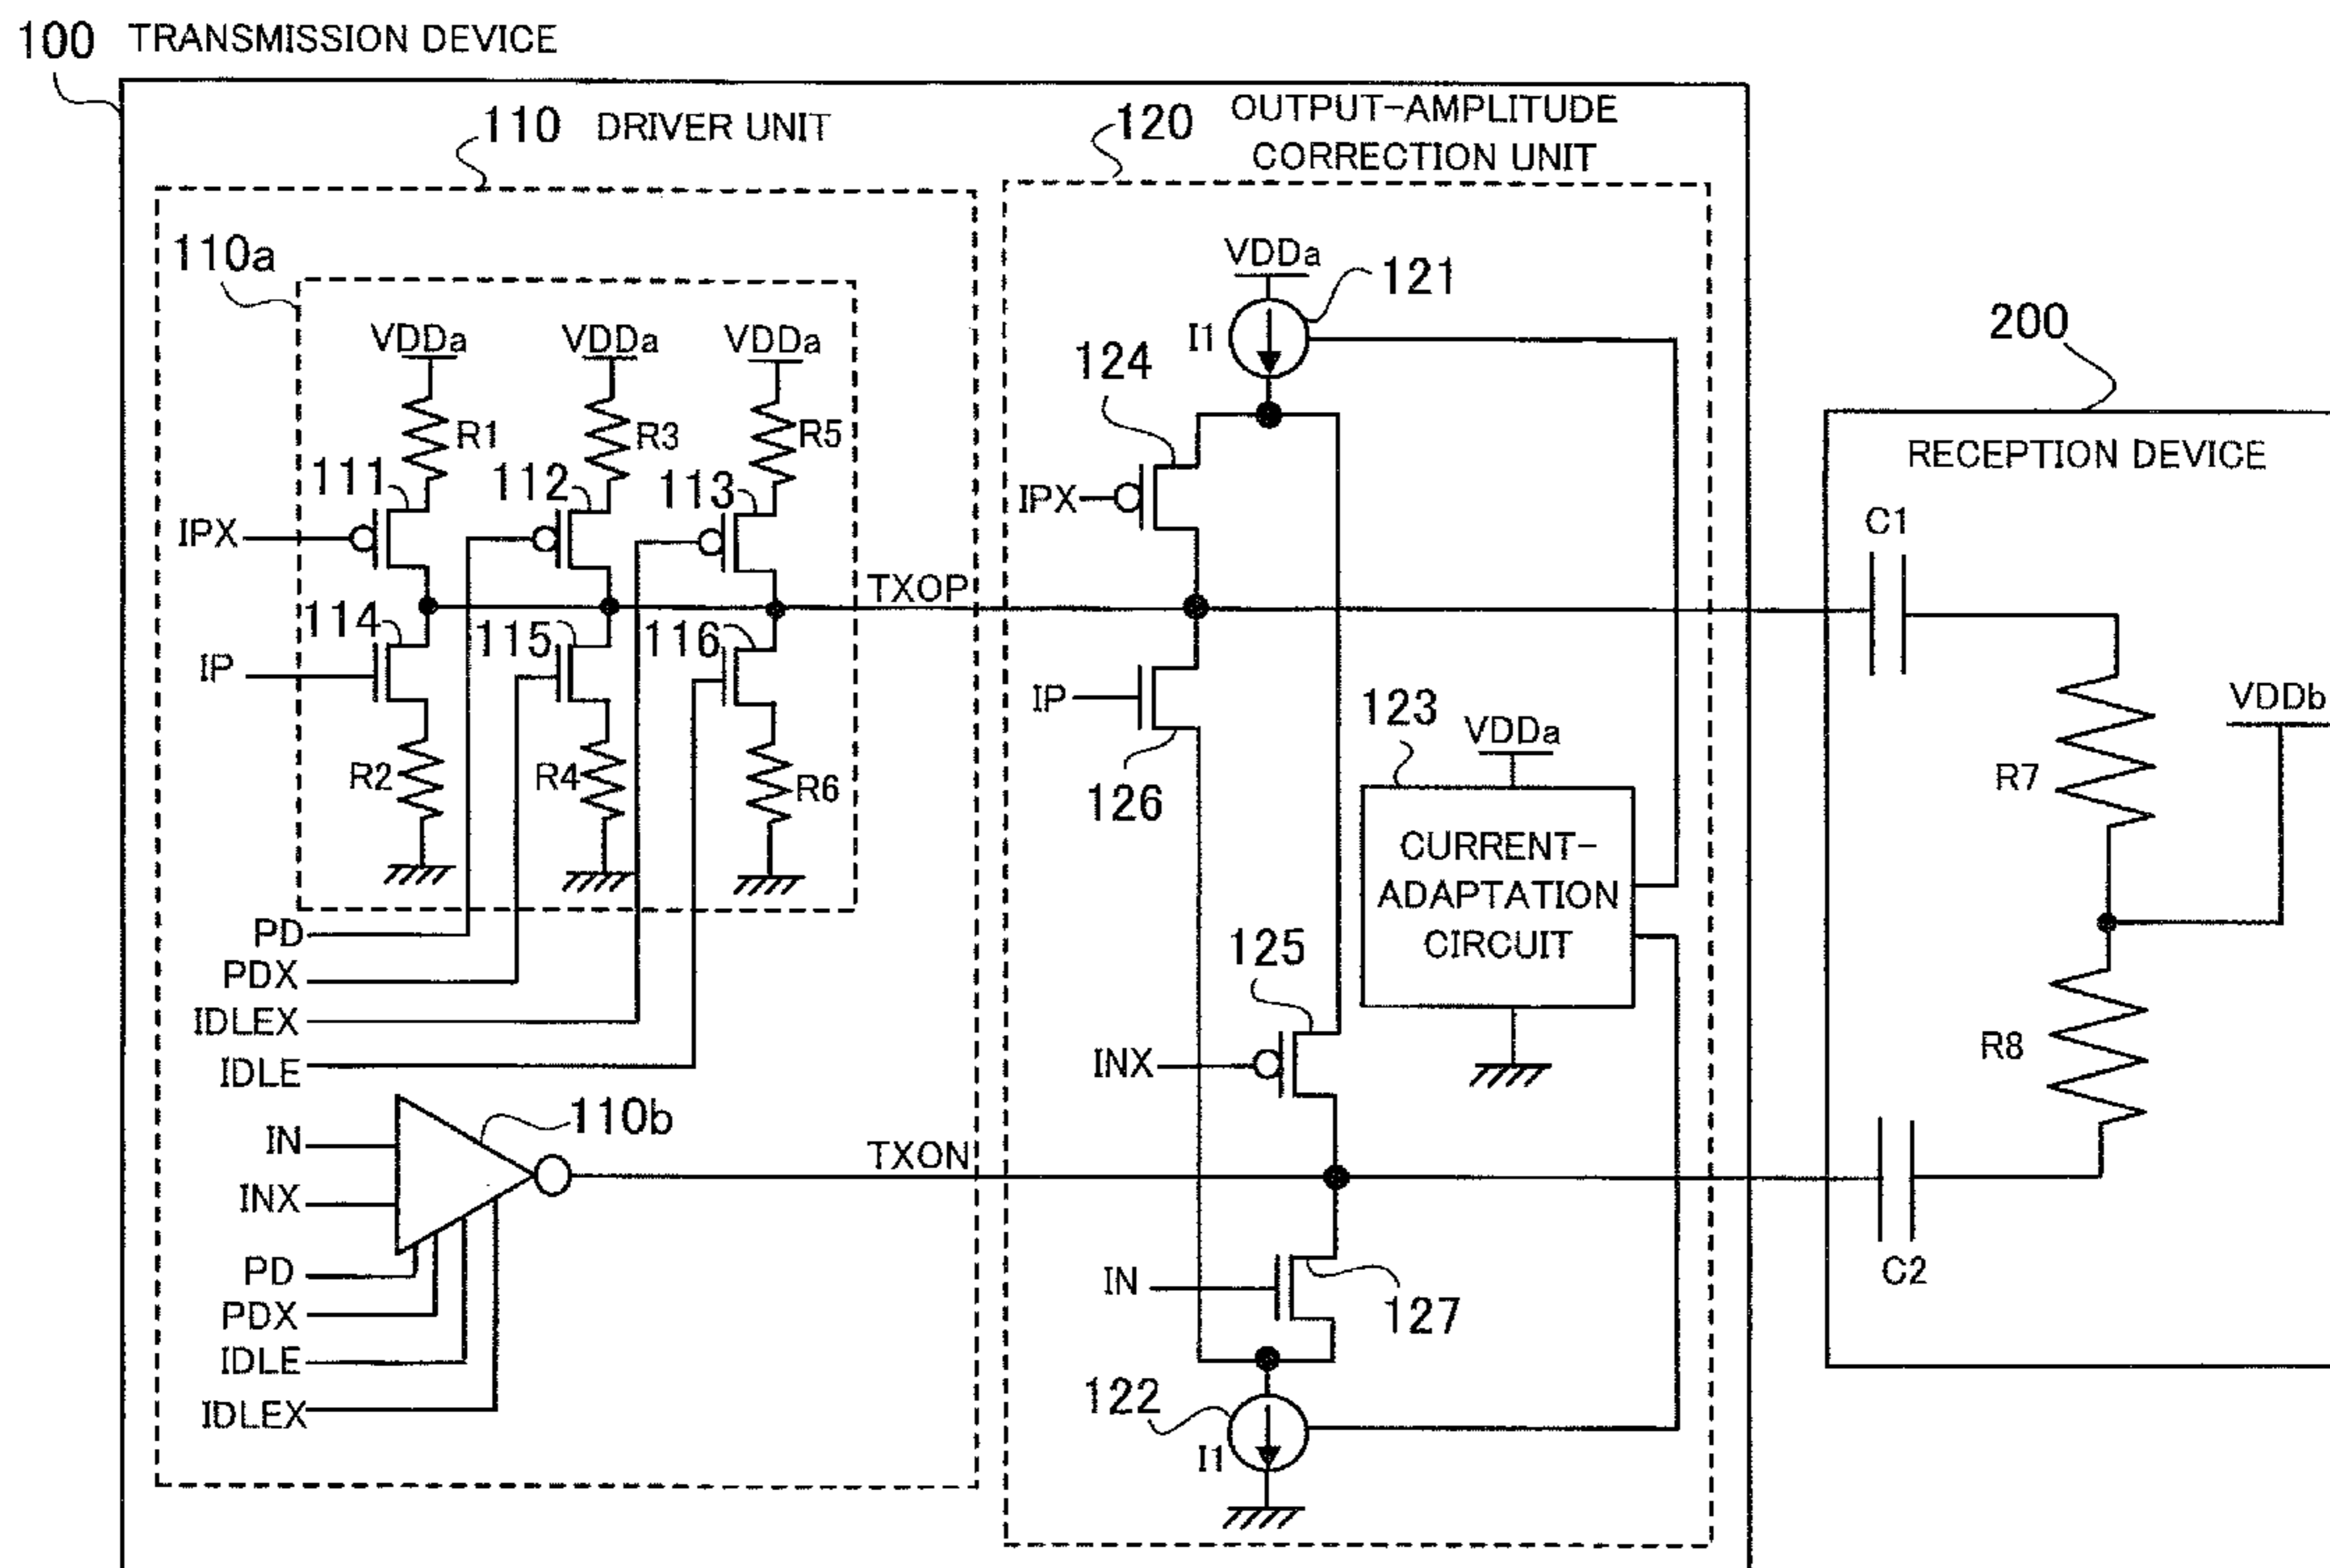 100 TRANSMISSION DEVICE
110 DRIVER UNIT
120 OUTPUT-AMPLITUDE
CORRECTION UNIT
110a
VDDa VDDa VDDa
R1 R3 R5
111 112 113
IPX
TXOP
114 115 116
IP
R2 R4 R6
PD
PDX
IDLEX
IDLE
110b
IN
INX
TXON
PD
PDX
IDLE
IDLEX
VDDa
121
I1
124
IPX
IP
126
123
VDDa
CURRENT-
ADAPTATION
CIRCUIT
125
INX
IN
127
122
I1
200
RECEPTION DEVICE
C1
VDDb
R7
R8
C2